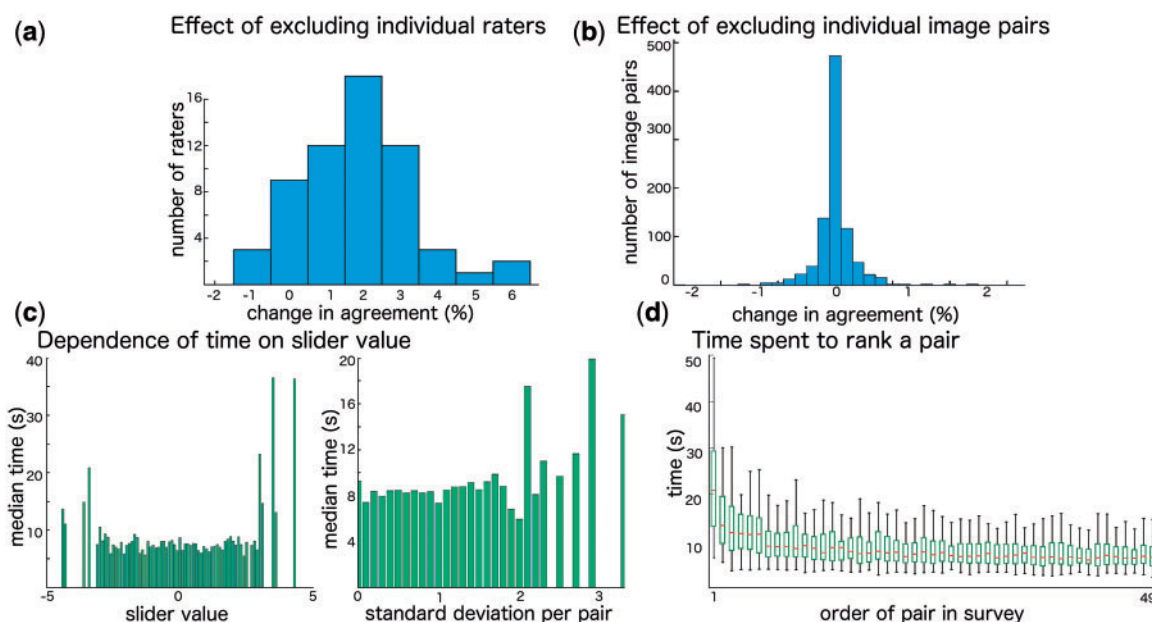 (a) Effect of excluding individual raters
number of raters
16
12
8
4
-2 -1 0 1 2 3 4 5 6
change in agreement (%)
(b) Effect of excluding individual image pairs
number of image pairs
500
400
300
200
100
0
-2 -1 0 1 2
change in agreement (%)
(c)
Dependence of time on slider value
median time (s)
40
30
20
10
-5 0 5
slider value
median time (s)
20
16
12
8
4
0 1 2 3
standard deviation per pair
(d)
Time spent to rank a pair
time (s)
50
40
30
20
10
1 49
order of pair in survey